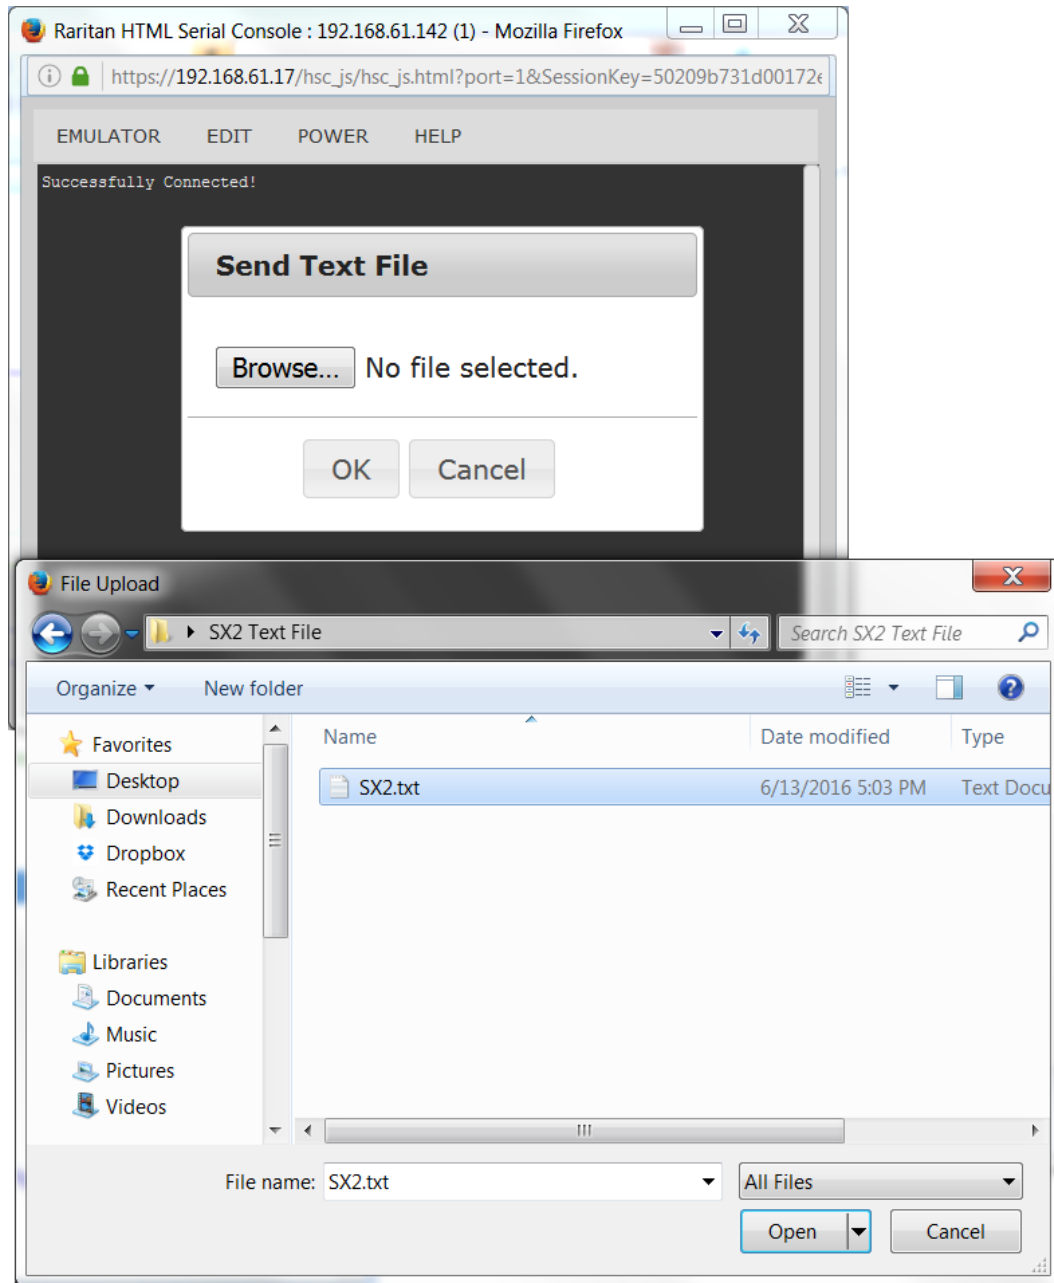 Raritan HTML Serial Console : 192.168.61.142 (1) - Mozilla Firefox
https://192.168.61.17/hsc_js/hsc_js.html?port=1&SessionKey=50209b731d00172e
EMULATOR EDIT POWER HELP
Successfully Connected!
Send Text File
Browse... No file selected.
OK Cancel
File Upload
SX2 Text File Search SX2 Text File
Organize New folder
Name Date modified Type
Favorites
SX2.txt 6/13/2016 5:03 PM Text Docu
Desktop
Downloads
Dropbox
Recent Places
Libraries
Documents
Music
Pictures
Videos
File name: SX2.txt All Files
Open Cancel